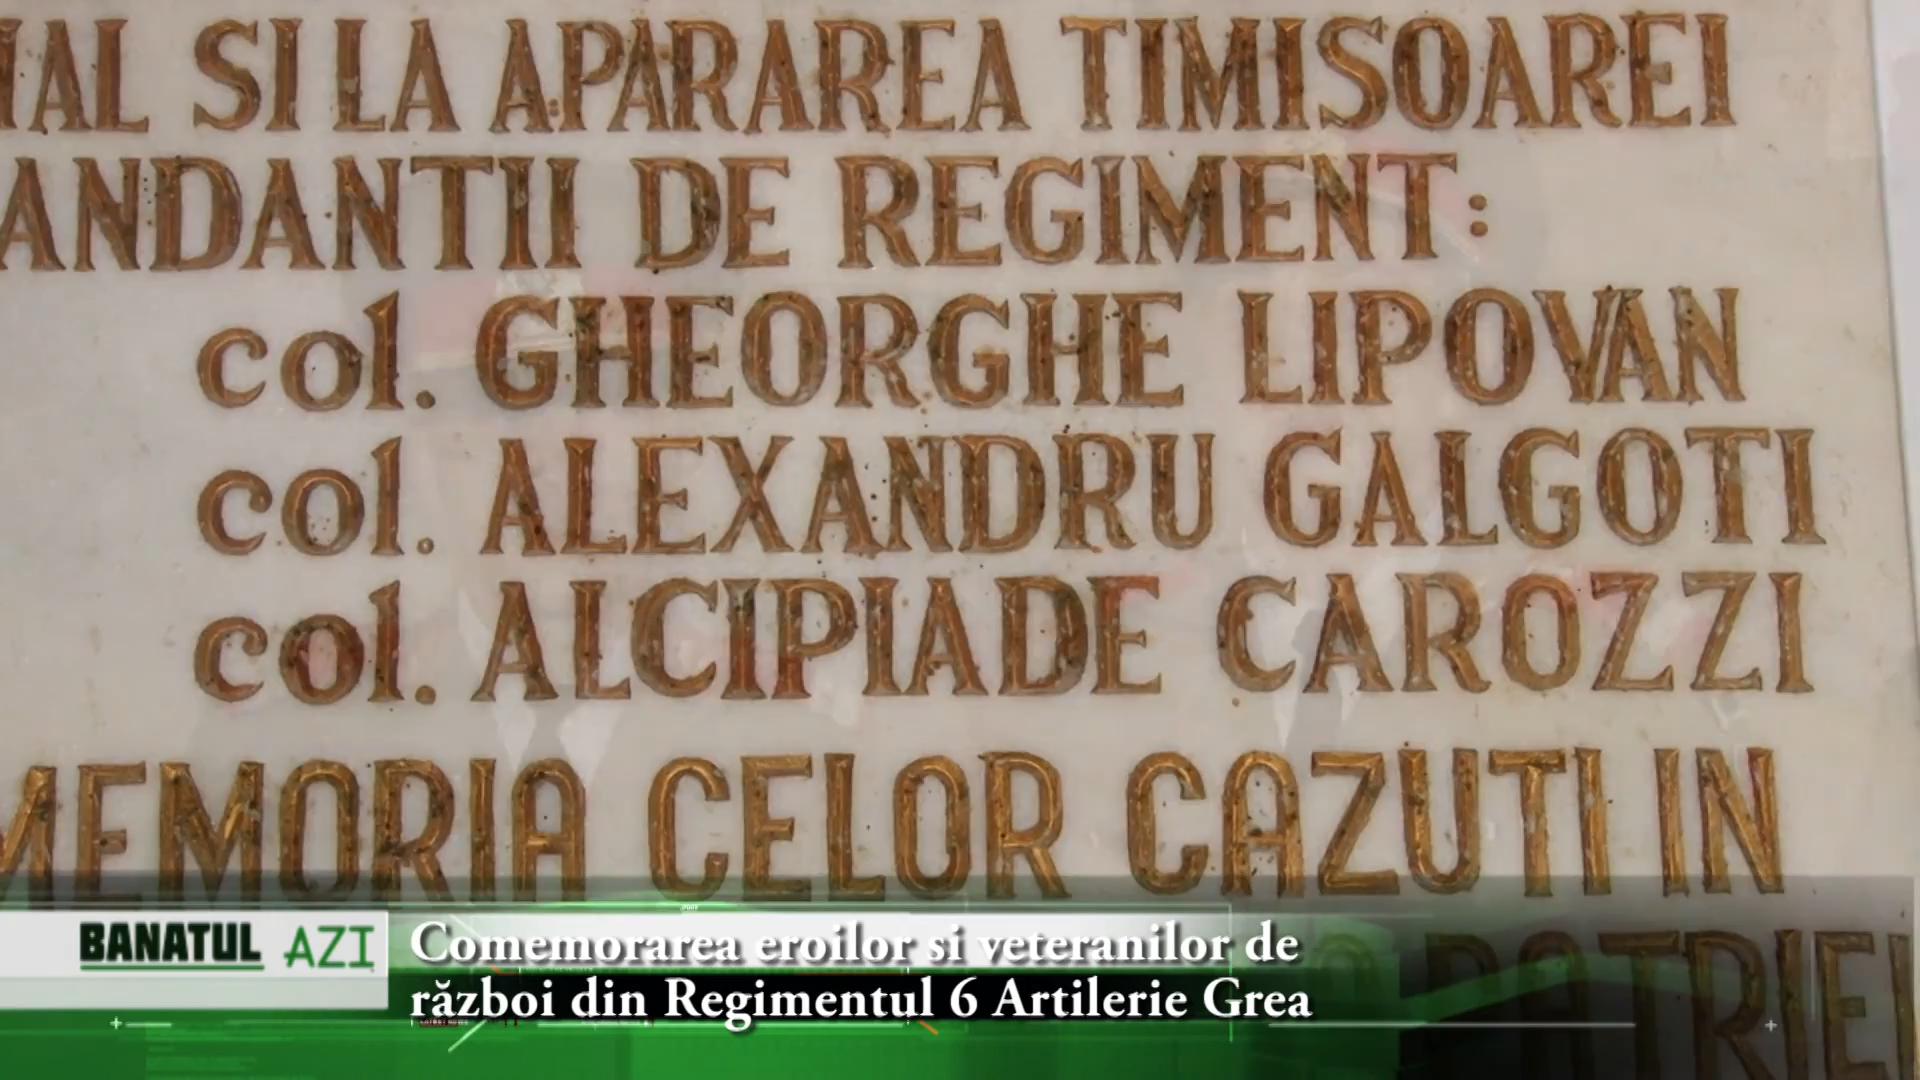 IAL SI LA APARAREA TIMISOAREI
ANDANTII DE REGIMENT:
col. GHEORGHE LIPOVAN
col. ALEXANDRU GALGOTI
col. ALCIPIADE CAROZZI
MEMORIA CELOR CAZUTI IN
PATRIEI
BANATUL AZI
Comemorarea eroilor si veteranilor de
război din Regimentul 6 Artilerie Grea